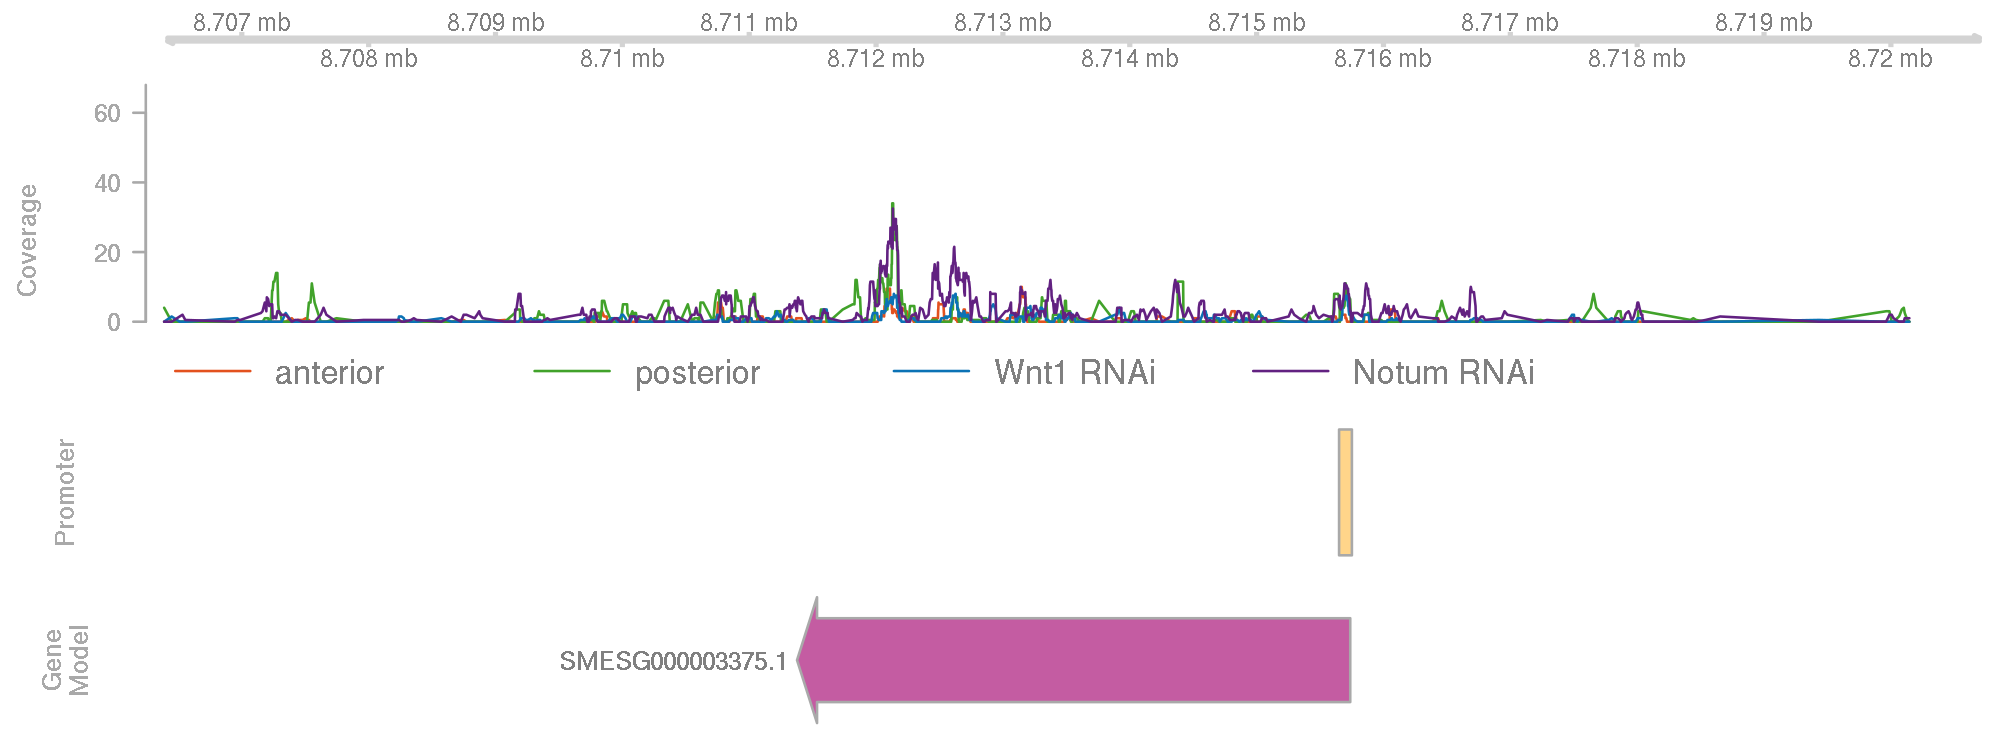 8.707 mb 8.709 mb 8.711 mb 8.713 mb 8.715 mb 8.717 mb 8.719 mb
8.708 mb 8.71 mb 8.712 mb 8.714 mb 8.716 mb 8.718 mb 8.72 mb
60
40
20
0
Coverage
anterior posterior Wnt1 RNAi Notum RNAi
Promoter
Gene
Model
SMESG000003375.1